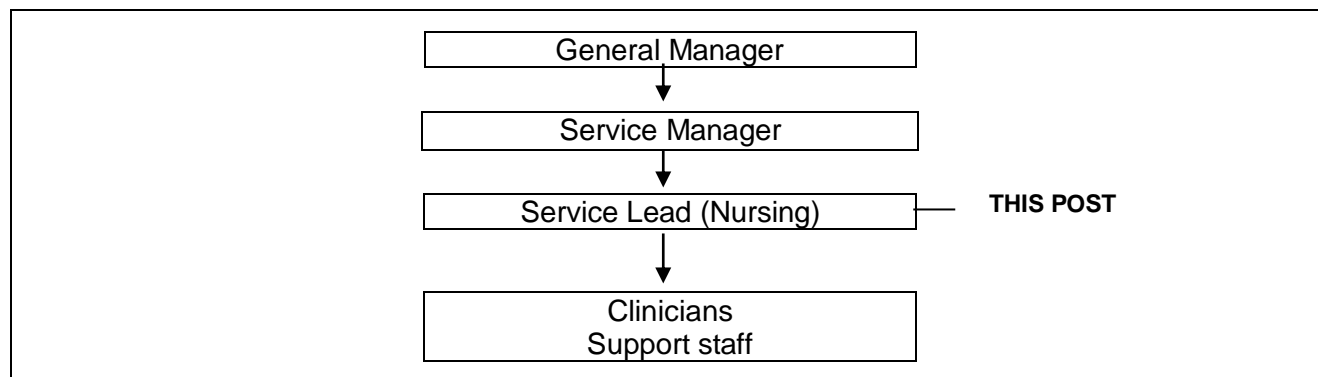 General Manager
Service Manager
Service Lead (Nursing)
THIS POST
Clinicians
Support staff